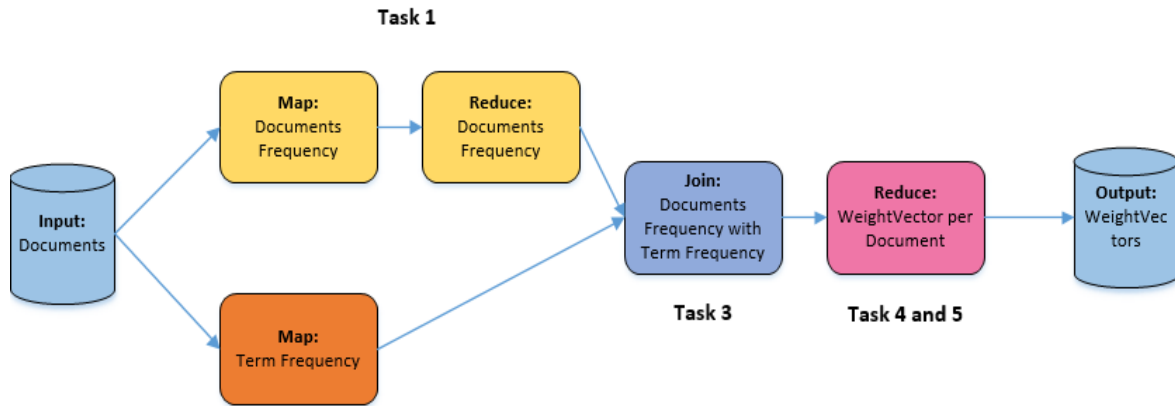 Task 1
Map:
Documents
Frequency
Reduce:
Documents
Frequency
Input:
Documents
Join:
Documents
Frequency with
Term Frequency
Reduce:
WeightVector per
Document
Output:
WeightVec
tors
Map:
Term Frequency
Task 3
Task 4 and 5